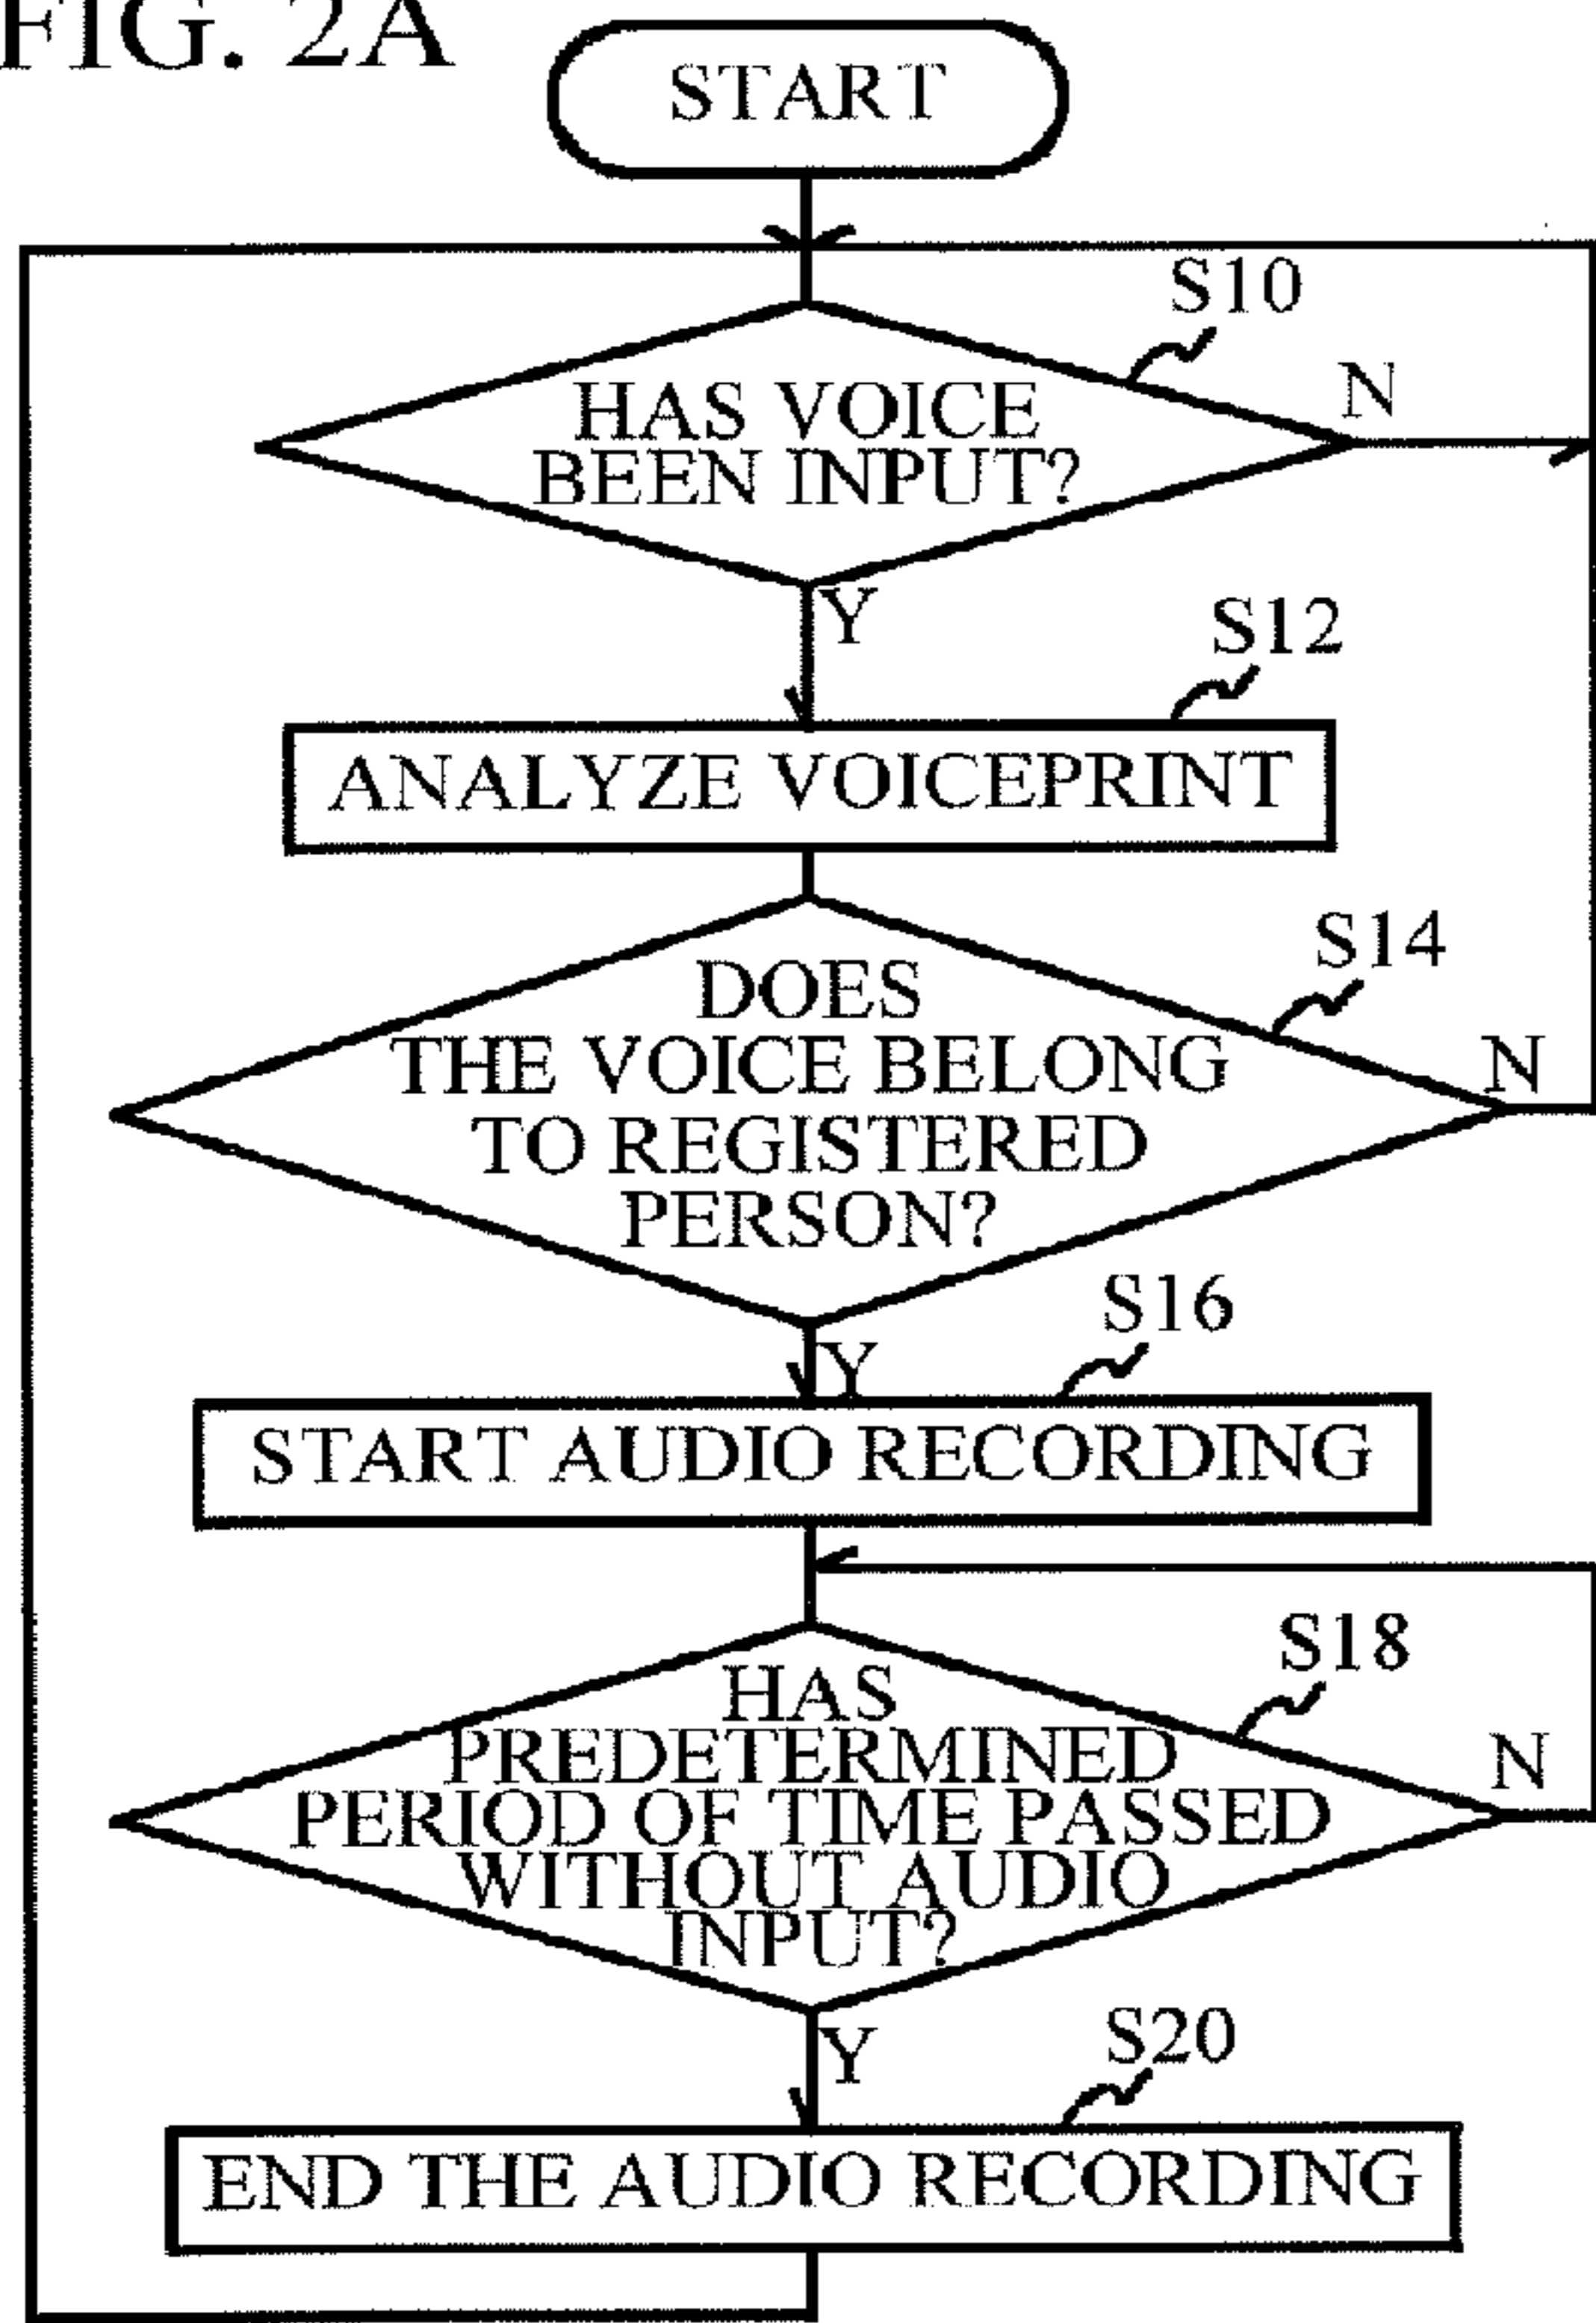 FIG. 2A
START
S10
HAS VOICE
BEEN INPUT?
N
Y
S12
ANALYZE VOICEPRINT
S14
DOES
THE VOICE BELONG
TO REGISTERED
PERSON?
N
Y
S16
START AUDIO RECORDING
S18
HAS
PREDETERMINED
PERIOD OF TIME PASSED
WITHOUT AUDIO
INPUT?
N
Y
S20
END THE AUDIO RECORDING